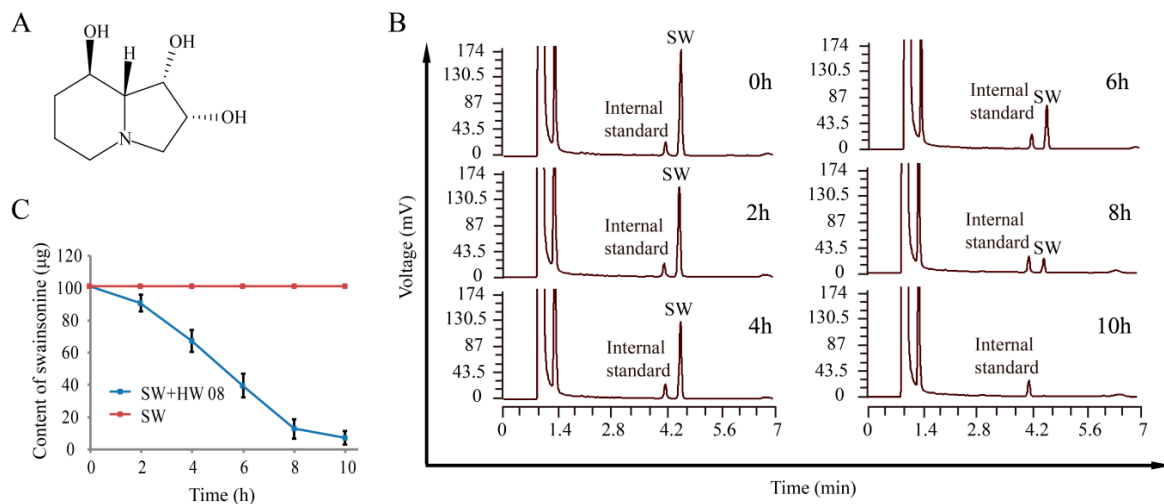 A
OH
H
OH
OH
N
B
Voltage (mV)
174
130.5
87
43.5
0
Internal
standard
SW
0h
174
130.5
87
43.5
0
Internal
standard
SW
2h
174
130.5
87
43.5
0
Internal
standard
SW
4h
0 1.4 2.8 4.2 5.6 7
174
130.5
87
43.5
0
Internal
standard
SW
6h
174
130.5
87
43.5
0
Internal
standard
SW
8h
174
130.5
87
43.5
0
Internal
standard
10h
0 1.4 2.8 4.2 5.6 7
Time (min)
C
Content of swainsonine (μg)
120
100
80
60
40
20
0
SW+HW 08
SW
0 2 4 6 8 10
Time (h)